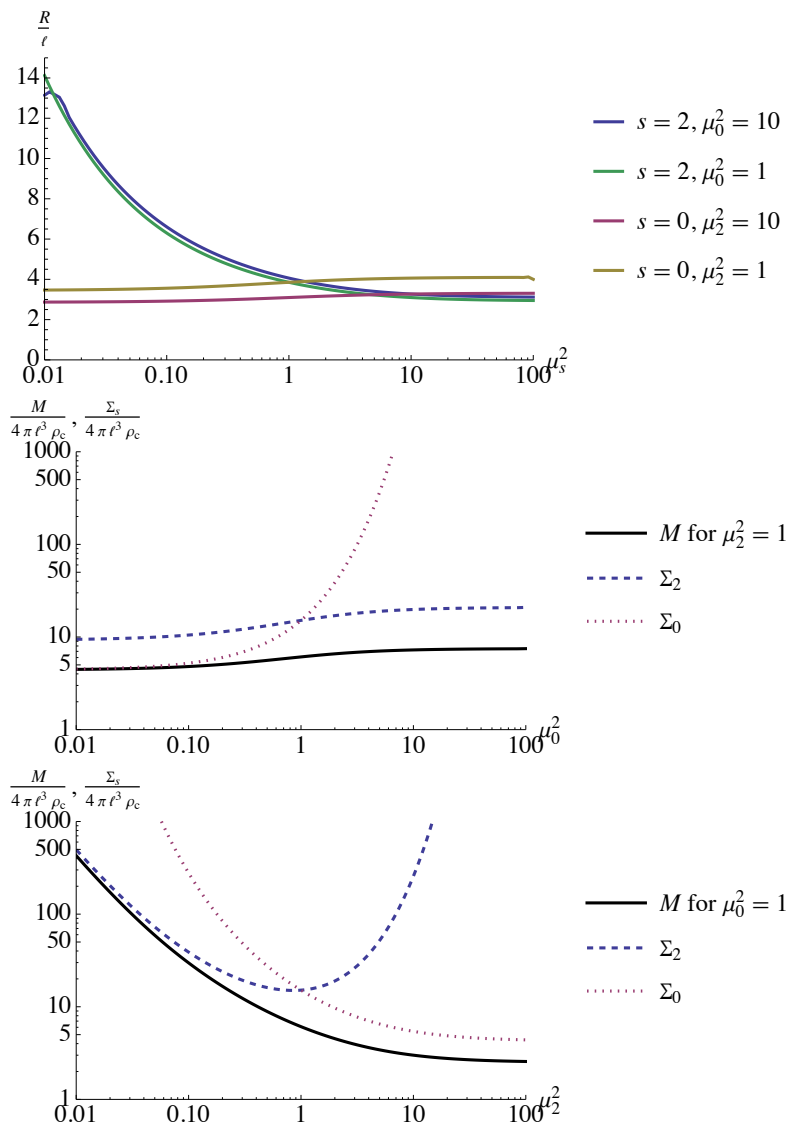 R/ℓ
14
12
10
8
6
4
2
0
0.01 0.10 1 10 100 μ_s^2
s = 2, μ_0^2 = 10
s = 2, μ_0^2 = 1
s = 0, μ_2^2 = 10
s = 0, μ_2^2 = 1
M/(4 π ℓ^3 ρ_c), Σ_s/(4 π ℓ^3 ρ_c)
1000
500
100
50
10
5
1
0.01 0.10 1 10 100 μ_0^2
M for μ_2^2 = 1
Σ_2
Σ_0
M/(4 π ℓ^3 ρ_c), Σ_s/(4 π ℓ^3 ρ_c)
1000
500
100
50
10
5
1
0.01 0.10 1 10 100 μ_2^2
M for μ_0^2 = 1
Σ_2
Σ_0